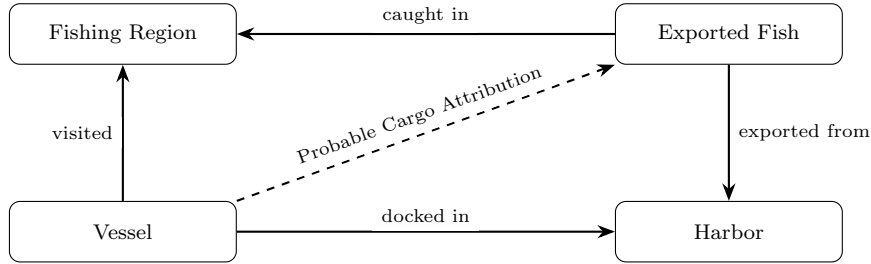 caught in
Fishing Region
Exported Fish
Probable Cargo Attribution
visited
exported from
docked in
Vessel
Harbor